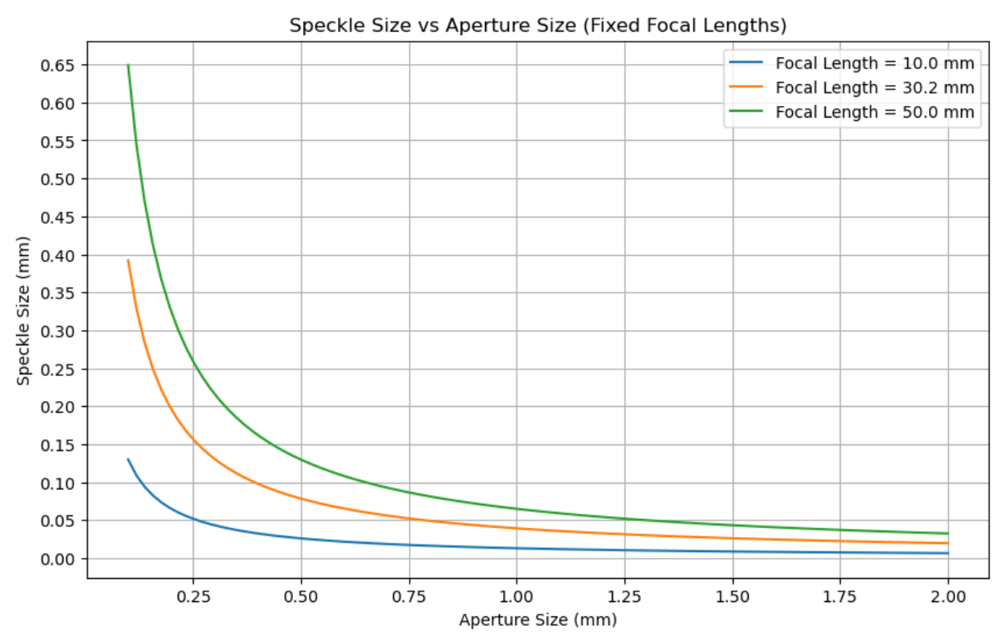 Speckle Size vs Aperture Size (Fixed Focal Lengths)
Focal Length = 10.0 mm
Focal Length = 30.2 mm
Focal Length = 50.0 mm
0.65
0.60
0.55
0.50
0.45
0.40
0.35
0.30
0.25
0.20
0.15
0.10
0.05
0.00
Speckle Size (mm)
0.25 0.50 0.75 1.00 1.25 1.50 1.75 2.00
Aperture Size (mm)